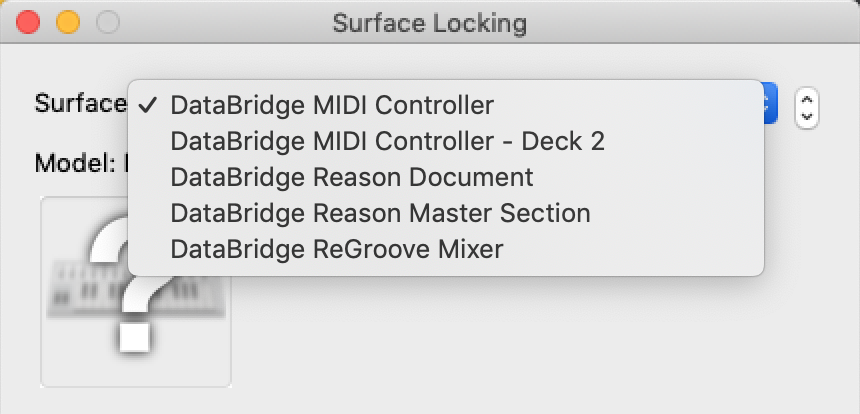 Surface Locking
Surface
DataBridge MIDI Controller
DataBridge MIDI Controller - Deck 2
DataBridge Reason Document
DataBridge Reason Master Section
DataBridge ReGroove Mixer
Model: